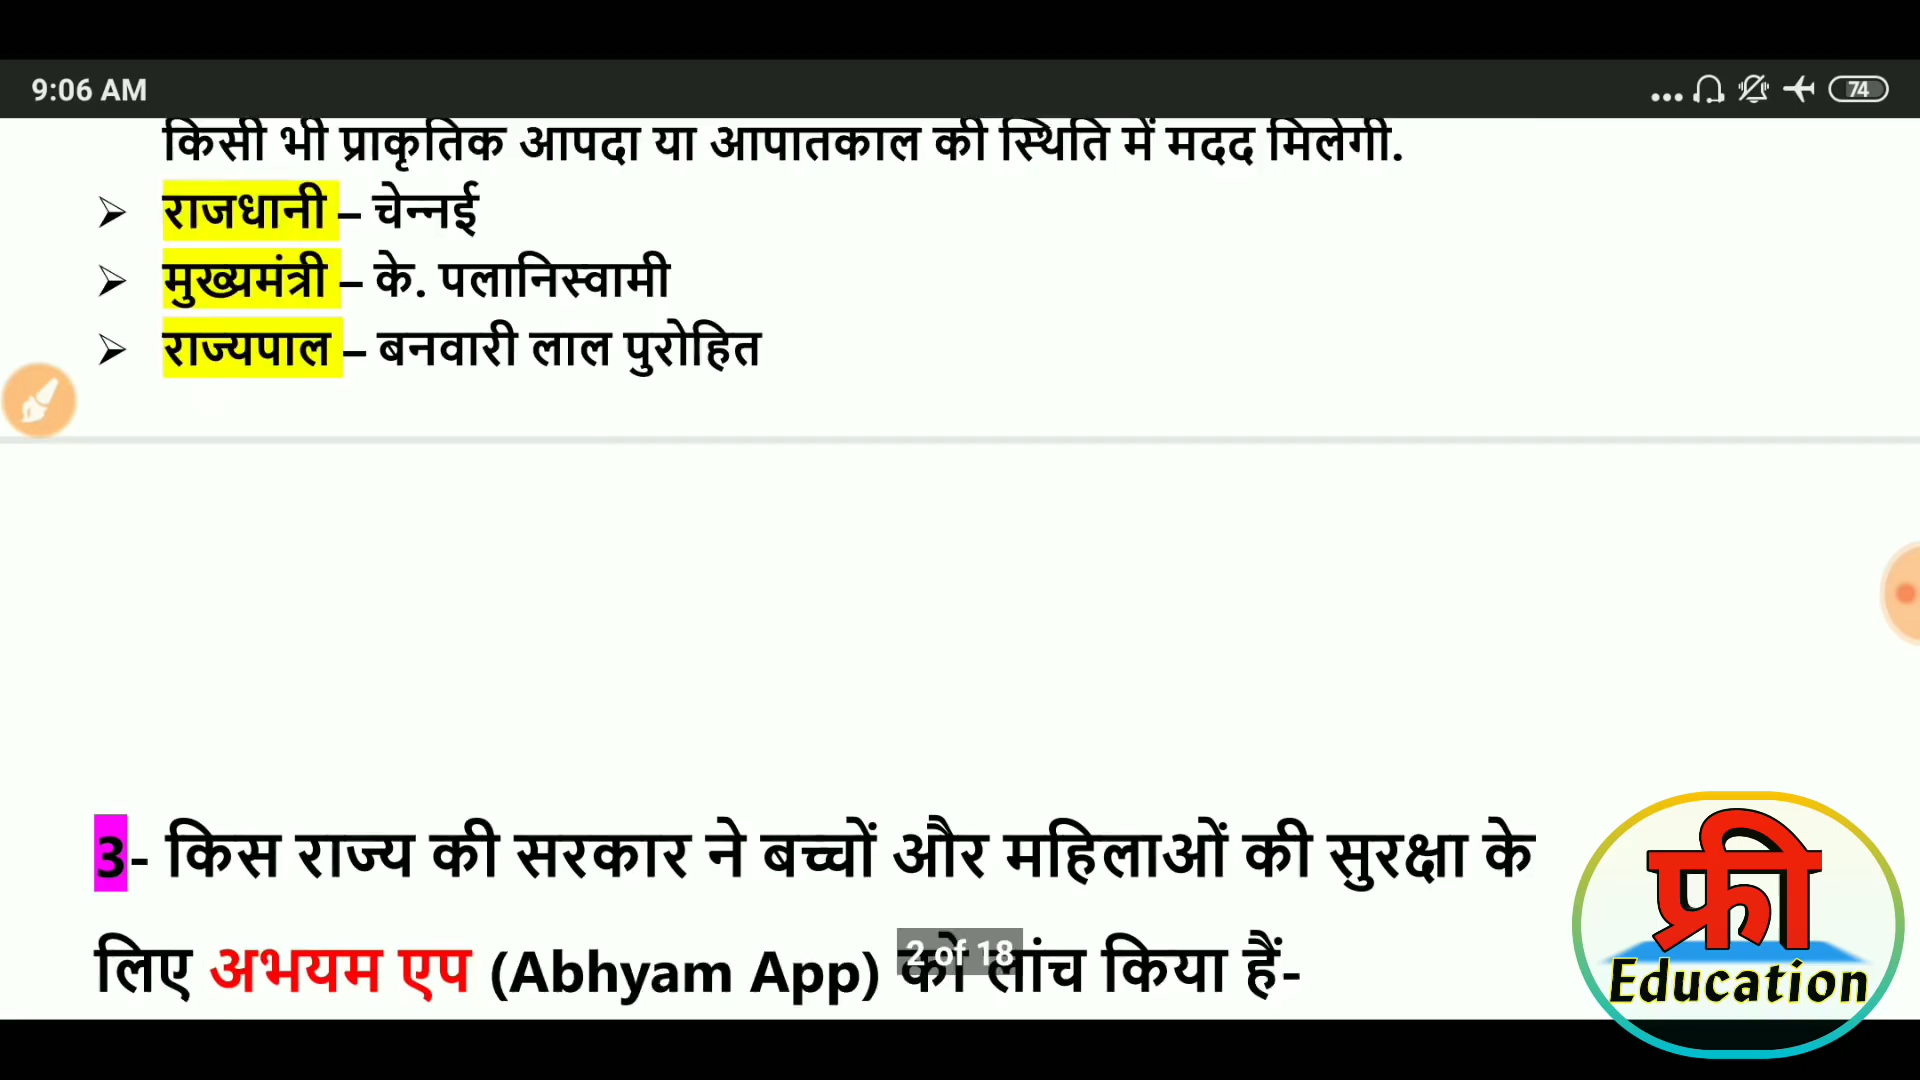 9:06 AM
74
किसी भी प्राकृतिक आपदा या आपातकाल की स्थिति में मदद मिलेगी.
➢ राजधानी – चेन्नई
➢ मुख्यमंत्री – के. पलानिस्वामी
➢ राज्यपाल – बनवारी लाल पुरोहित
3- किस राज्य की सरकार ने बच्चों और महिलाओं की सुरक्षा के
लिए अभयम एप (Abhyam App) को लांच किया हैं-
2 of 18
फ्री
Education